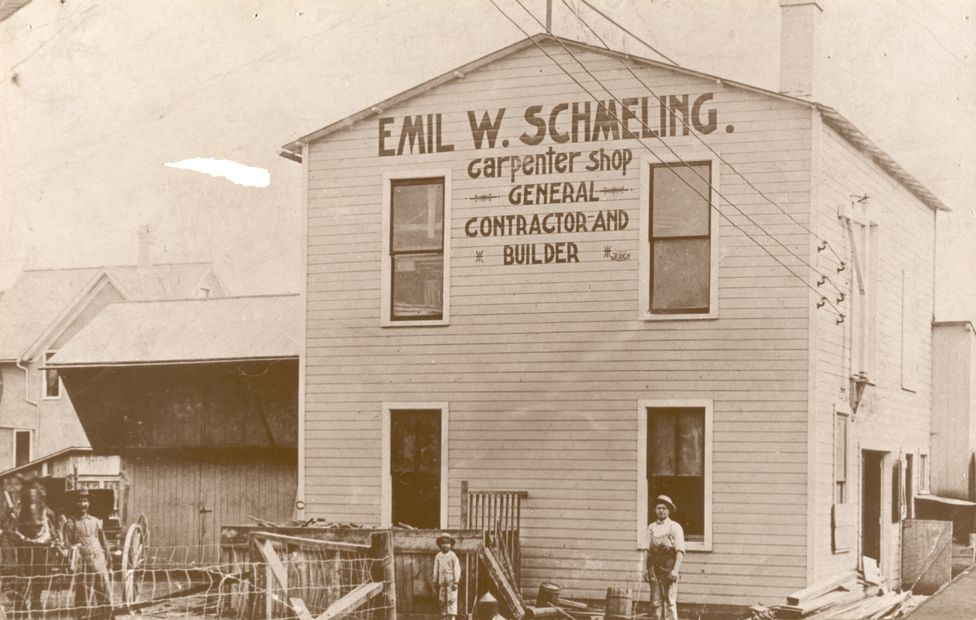 EMIL W. SCHMELING.
carpenter shop
GENERAL
CONTRACTOR AND
BUILDER